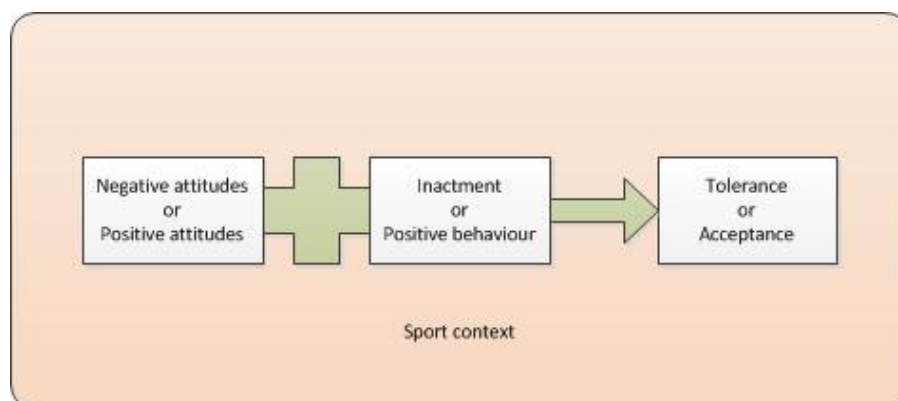 Negative attitudes
or
Positive attitudes
Inactment
or
Positive behaviour
Tolerance
or
Acceptance
Sport context